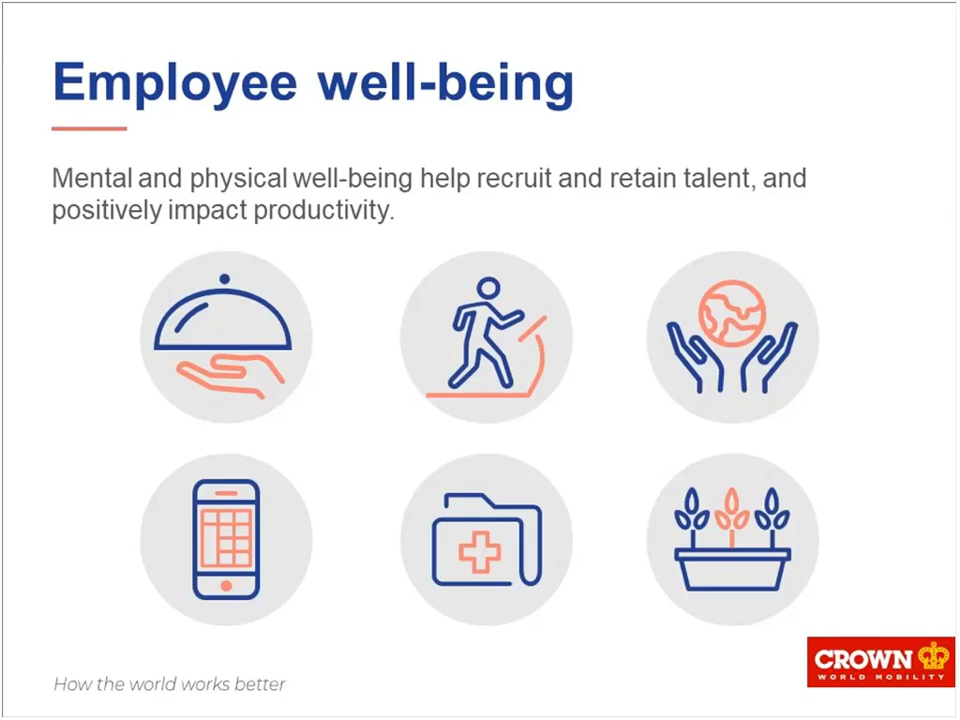 Employee well-being
Mental and physical well-being help recruit and retain talent, and
positively impact productivity.
How the world works better
CROWN
WORLD MOBILITY